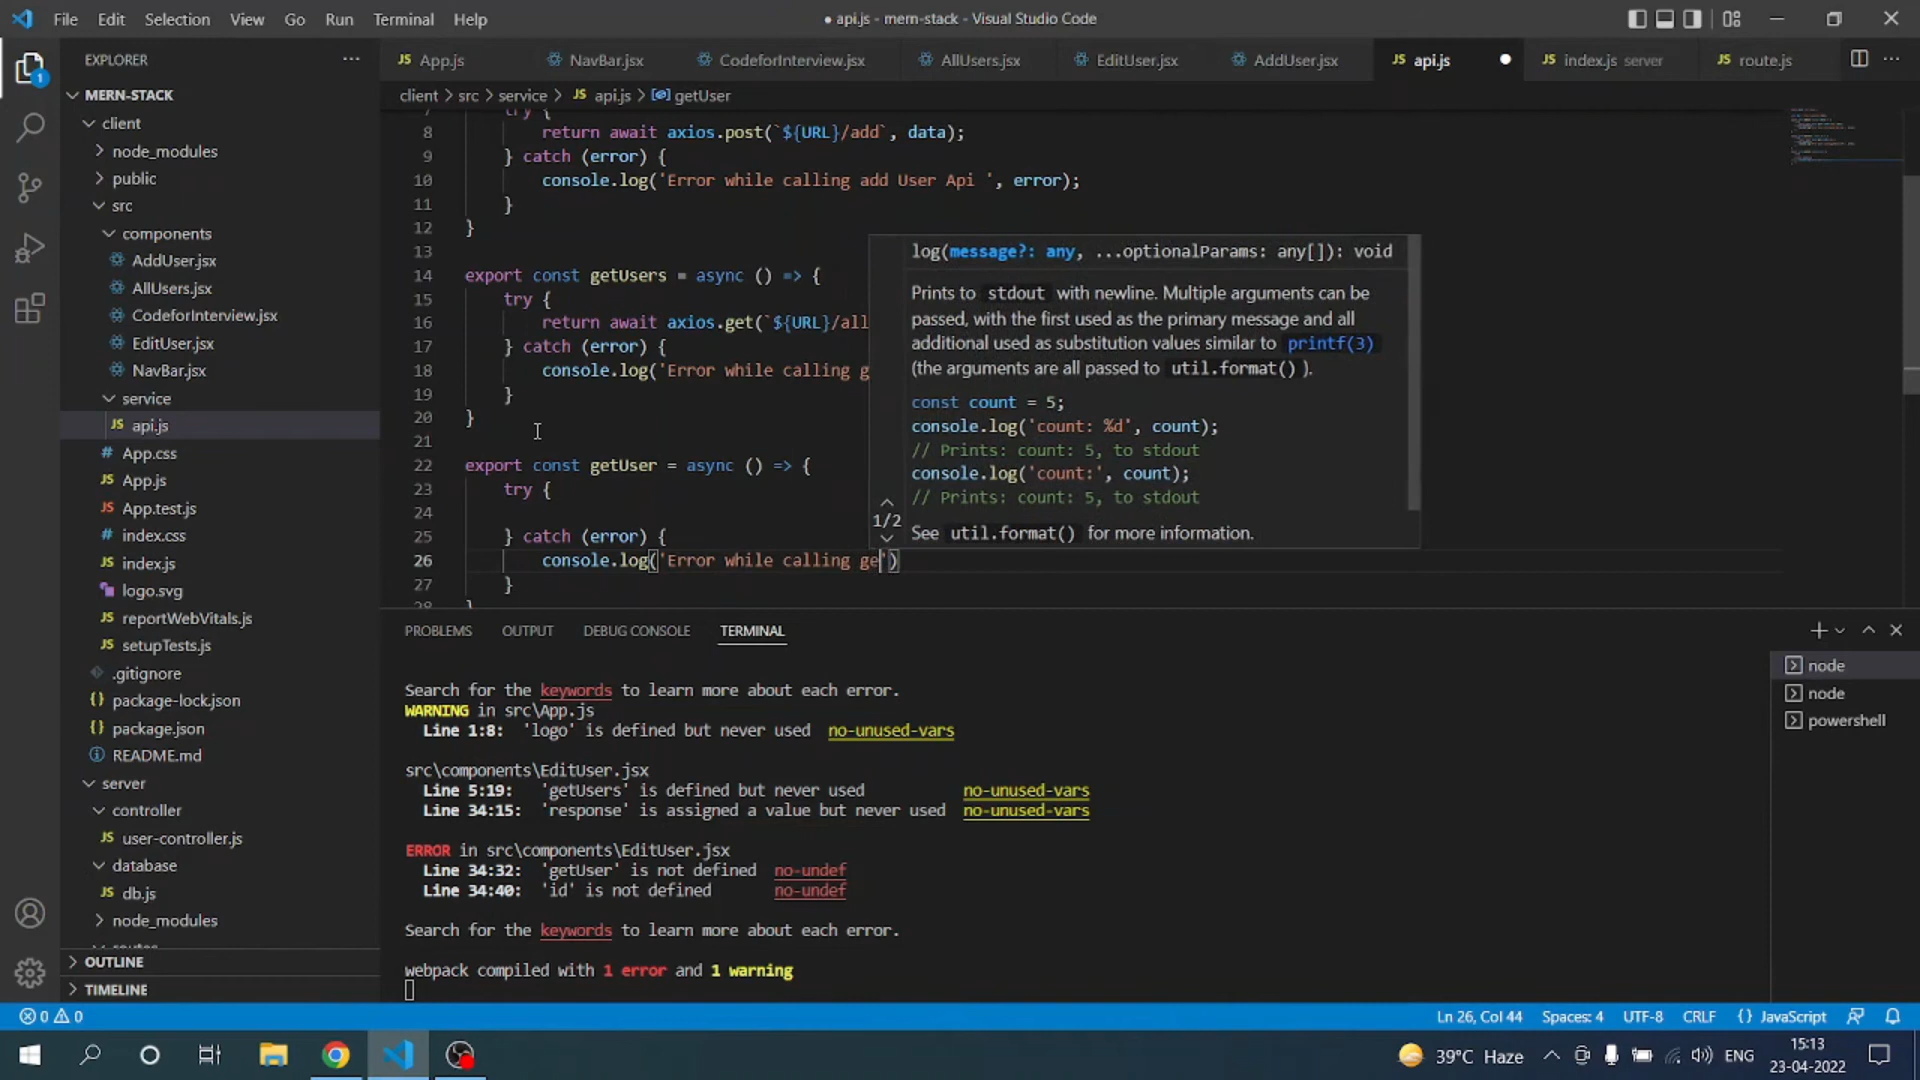 File Edit Selection View Go Run Terminal Help
● api.js - mern-stack - Visual Studio Code
EXPLORER
App.js NavBar.jsx CodeforInterview.jsx AllUsers.jsx EditUser.jsx AddUser.jsx api.js index.js server route.js
client > src > service > JS api.js > getUser
MERN-STACK
client
node_modules
public
src
components
AddUser.jsx
AllUsers.jsx
CodeforInterview.jsx
EditUser.jsx
NavBar.jsx
service
JS api.js
# App.css
JS App.js
JS App.test.js
# index.css
JS index.js
logo.svg
JS reportWebVitals.js
JS setupTests.js
.gitignore
{} package-lock.json
{} package.json
README.md
server
controller
JS user-controller.js
database
JS db.js
node_modules
routes
OUTLINE
TIMELINE
7 try {
8 return await axios.post(`${URL}/add`, data);
9 } catch (error) {
10 console.log('Error while calling add User Api ', error);
11 }
12 }
13
14 export const getUsers = async () => {
15 try {
16 return await axios.get(`${URL}/all
17 } catch (error) {
18 console.log('Error while calling g
19 }
20 }
21
22 export const getUser = async () => {
23 try {
24
25 } catch (error) {
26 console.log('Error while calling ge')
27 }
28 }
log(message?: any, ...optionalParams: any[]): void
Prints to stdout with newline. Multiple arguments can be
passed, with the first used as the primary message and all
additional used as substitution values similar to printf(3)
(the arguments are all passed to util.format() ).
const count = 5;
console.log('count: %d', count);
// Prints: count: 5, to stdout
console.log('count:', count);
// Prints: count: 5, to stdout
1/2
See util.format() for more information.
PROBLEMS OUTPUT DEBUG CONSOLE TERMINAL
node
node
powershell
Search for the keywords to learn more about each error.
WARNING in src\App.js
Line 1:8: 'logo' is defined but never used no-unused-vars
src\components\EditUser.jsx
Line 5:19: 'getUsers' is defined but never used no-unused-vars
Line 34:15: 'response' is assigned a value but never used no-unused-vars
ERROR in src\components\EditUser.jsx
Line 34:32: 'getUser' is not defined no-undef
Line 34:40: 'id' is not defined no-undef
Search for the keywords to learn more about each error.
webpack compiled with 1 error and 1 warning
0 0
Ln 26, Col 44 Spaces: 4 UTF-8 CRLF {} JavaScript
39°C Haze
ENG
15:13
23-04-2022